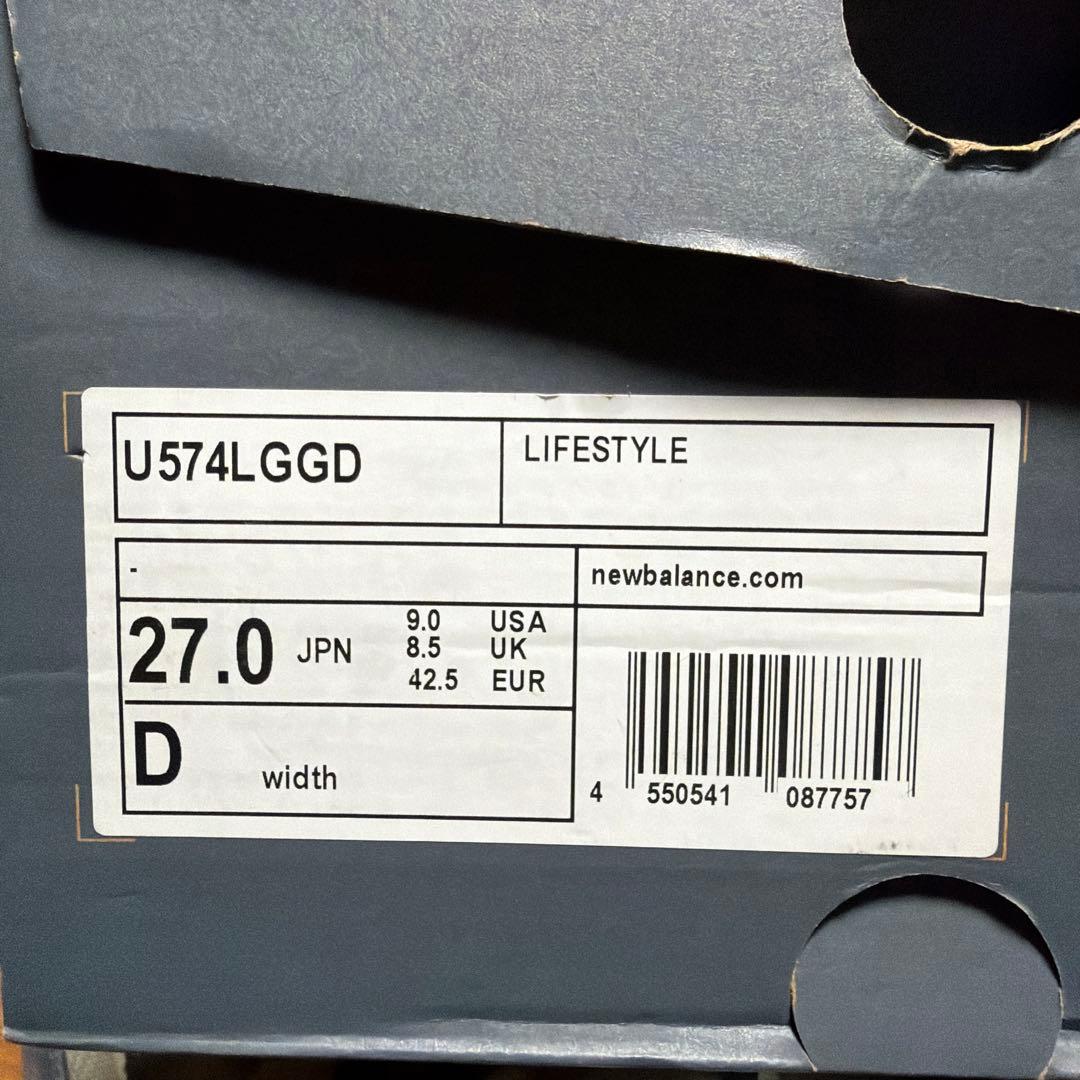 U574LGGD
LIFESTYLE
-
newbalance.com
27.0 JPN
9.0 USA
8.5 UK
42.5 EUR
D width
4 550541 087757